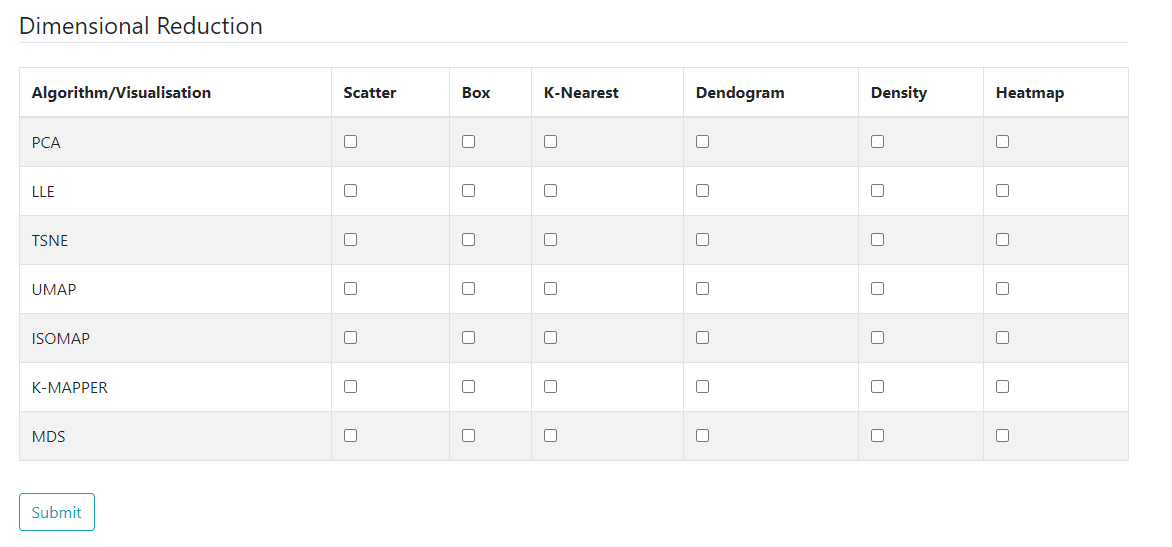 Dimensional Reduction
Algorithm/Visualisation Scatter Box K-Nearest Dendogram Density Heatmap
PCA
LLE
TSNE
UMAP
ISOMAP
K-MAPPER
MDS
Submit